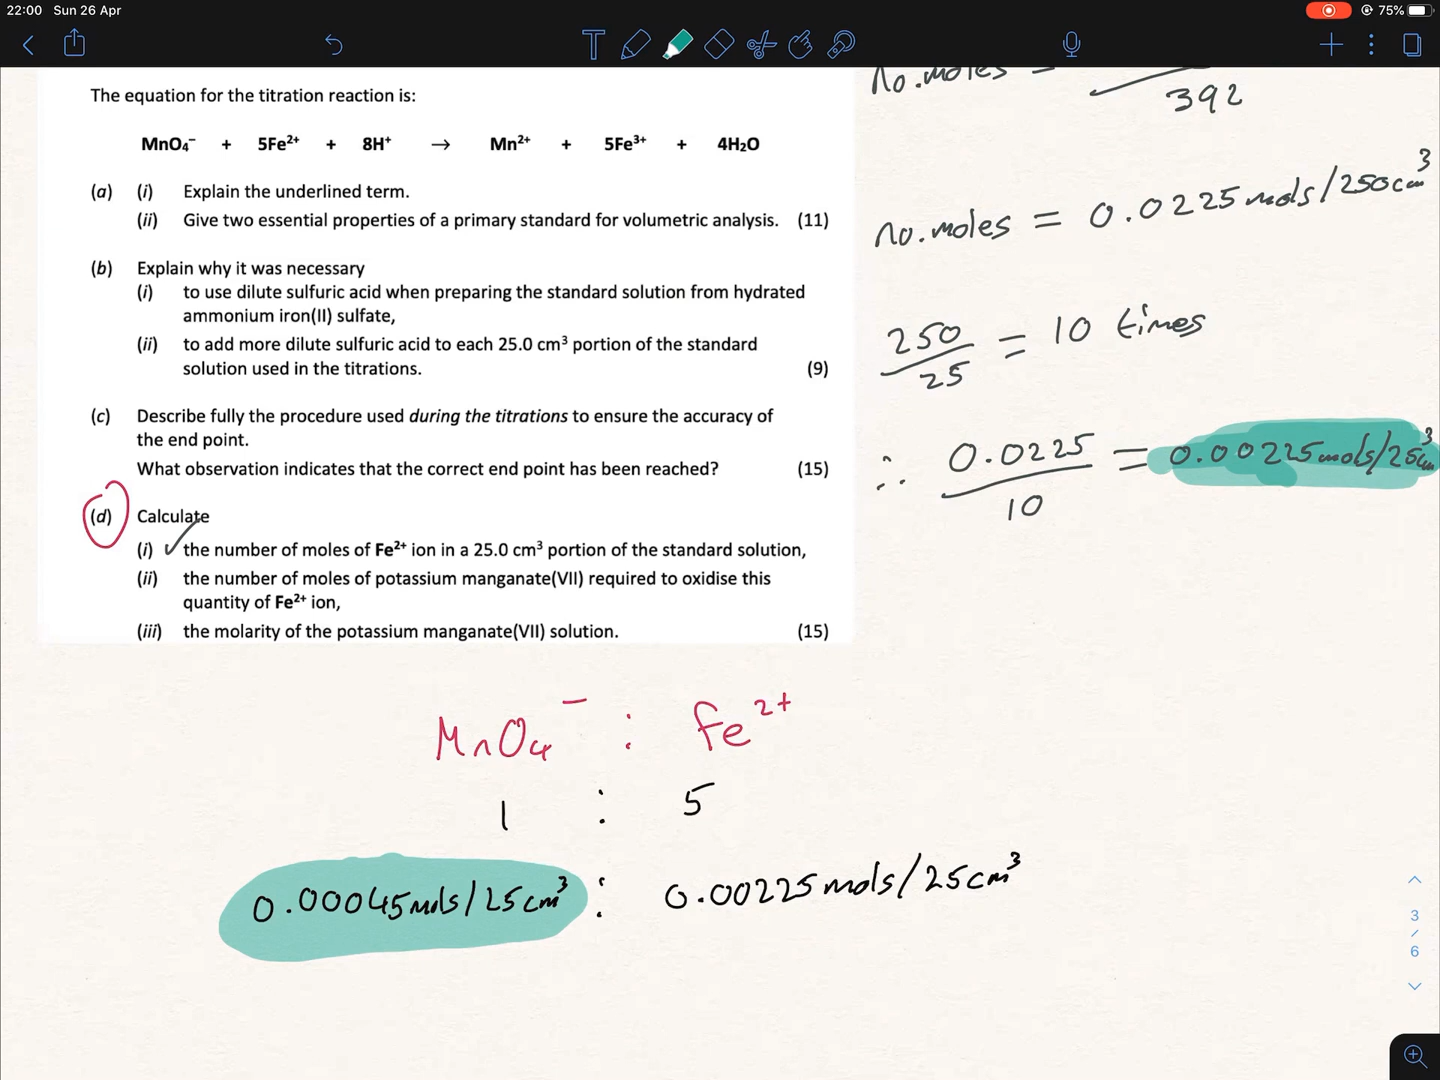 22:00 Sun 26 Apr
75%
The equation for the titration reaction is:
MnO₄⁻ + 5Fe²⁺ + 8H⁺ → Mn²⁺ + 5Fe³⁺ + 4H₂O
(a) (i) Explain the underlined term.
(ii) Give two essential properties of a primary standard for volumetric analysis. (11)
(b) Explain why it was necessary
(i) to use dilute sulfuric acid when preparing the standard solution from hydrated
ammonium iron(II) sulfate,
(ii) to add more dilute sulfuric acid to each 25.0 cm³ portion of the standard
solution used in the titrations. (9)
(c) Describe fully the procedure used during the titrations to ensure the accuracy of
the end point.
What observation indicates that the correct end point has been reached? (15)
(d) Calculate
(i) ✓ the number of moles of Fe²⁺ ion in a 25.0 cm³ portion of the standard solution,
(ii) the number of moles of potassium manganate(VII) required to oxidise this
quantity of Fe²⁺ ion,
(iii) the molarity of the potassium manganate(VII) solution. (15)
no.moles =
392
no.moles = 0.0225 mols/250cm³
250/25 = 10 times
∴ 0.0225/10 = 0.00225 mols/25cm³
MnO₄⁻ : Fe²⁺
1 : 5
0.00045 mols/25cm³ : 0.00225 mols/25cm³
3
/
6